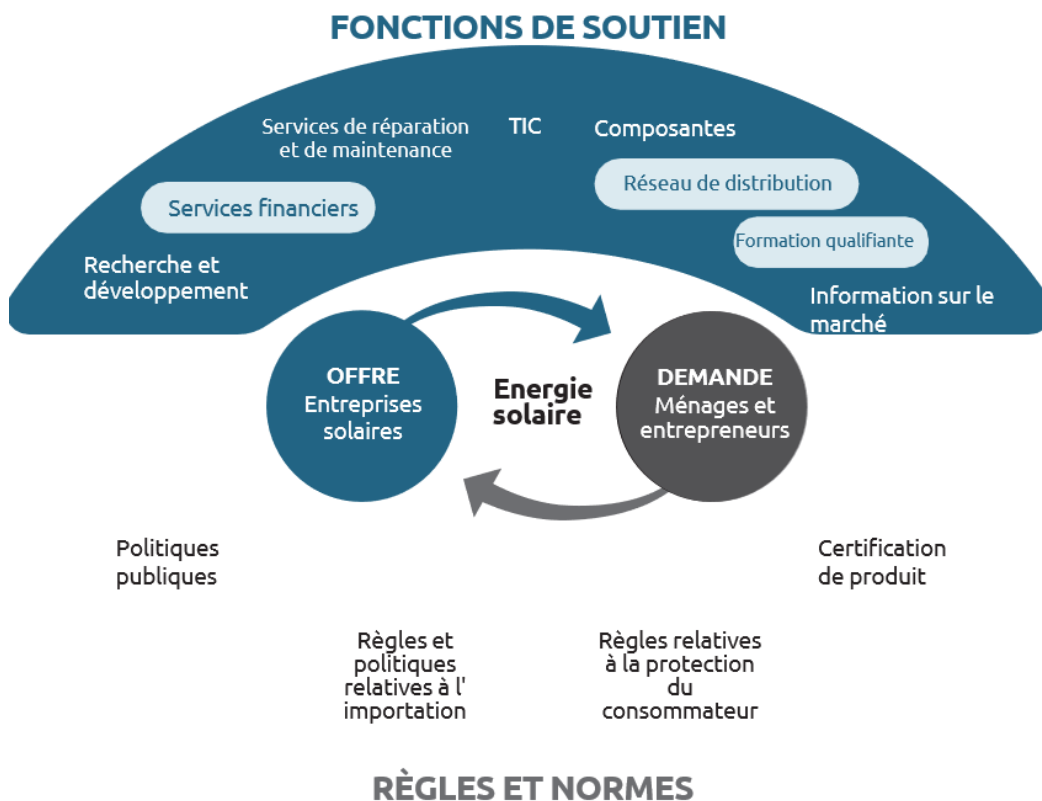 FONCTIONS DE SOUTIEN
Services de réparation
et de maintenance
TIC
Composantes
Réseau de distribution
Services financiers
Formation qualifiante
Recherche et
développement
Information sur le
marché
OFFRE
Entreprises
solaires
Energie
solaire
DEMANDE
Ménages et
entrepreneurs
Politiques
publiques
Certification
de produit
Règles et
politiques
relatives à l'
importation
Règles relatives
à la protection
du
consommateur
RÈGLES ET NORMES